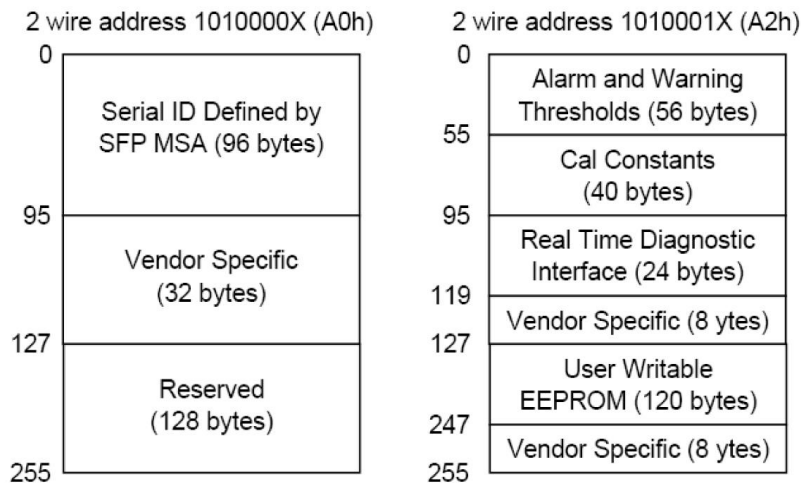 2 wire address 1010000X (A0h)
0
Serial ID Defined by
SFP MSA (96 bytes)
95
Vendor Specific
(32 bytes)
127
Reserved
(128 bytes)
255
2 wire address 1010001X (A2h)
0
Alarm and Warning
Thresholds (56 bytes)
55
Cal Constants
(40 bytes)
95
Real Time Diagnostic
Interface (24 bytes)
119
Vendor Specific (8 ytes)
127
User Writable
EEPROM (120 bytes)
247
Vendor Specific (8 ytes)
255